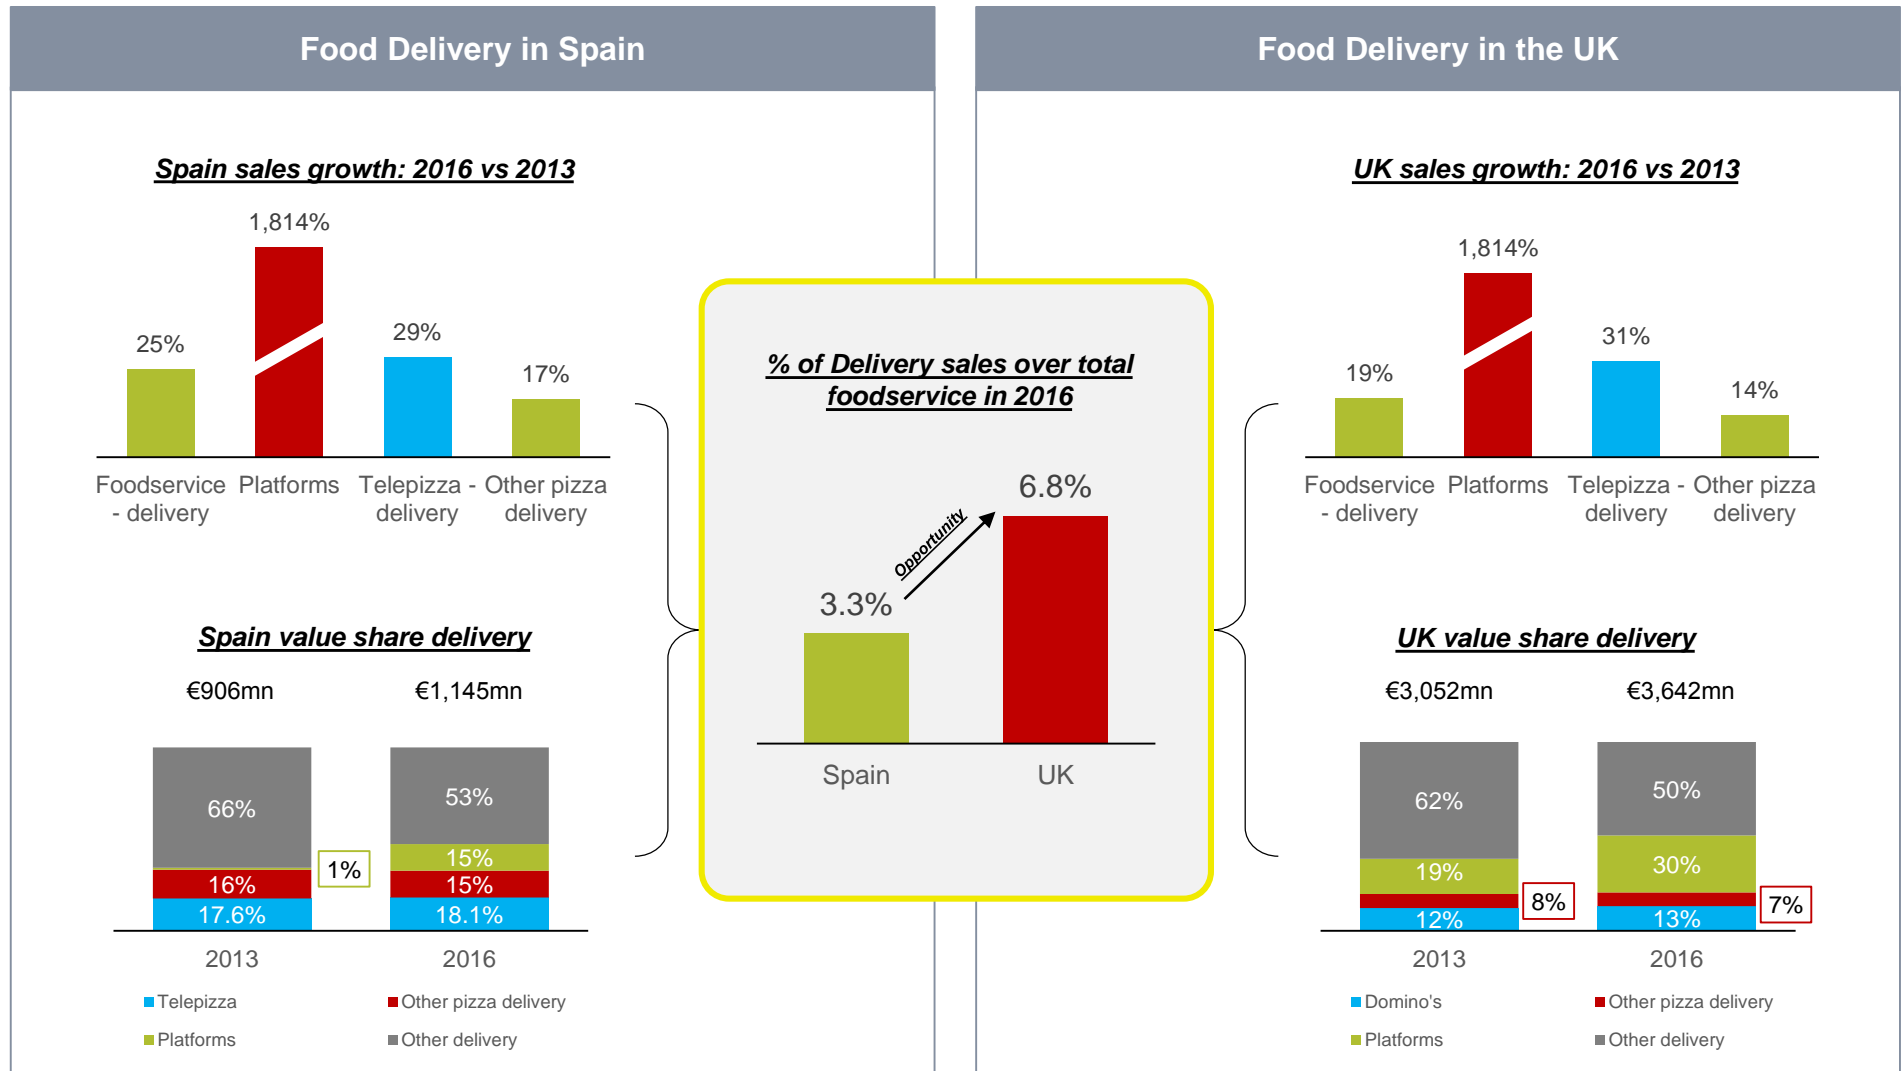 Food Delivery in Spain
Spain sales growth: 2016 vs 2013
1,814%
25%
29%
17%
Foodservice - delivery
Platforms
Telepizza - delivery
Other pizza delivery
Spain value share delivery
€906mn
€1,145mn
66%
1%
16%
17.6%
53%
15%
15%
18.1%
2013
2016
Telepizza
Other pizza delivery
Platforms
Other delivery
% of Delivery sales over total
foodservice in 2016
6.8%
Opportunity
3.3%
Spain
UK
Food Delivery in the UK
UK sales growth: 2016 vs 2013
1,814%
19%
31%
14%
Foodservice - delivery
Platforms
Telepizza - delivery
Other pizza delivery
UK value share delivery
€3,052mn
€3,642mn
62%
19%
8%
12%
50%
30%
7%
13%
2013
2016
Domino's
Other pizza delivery
Platforms
Other delivery